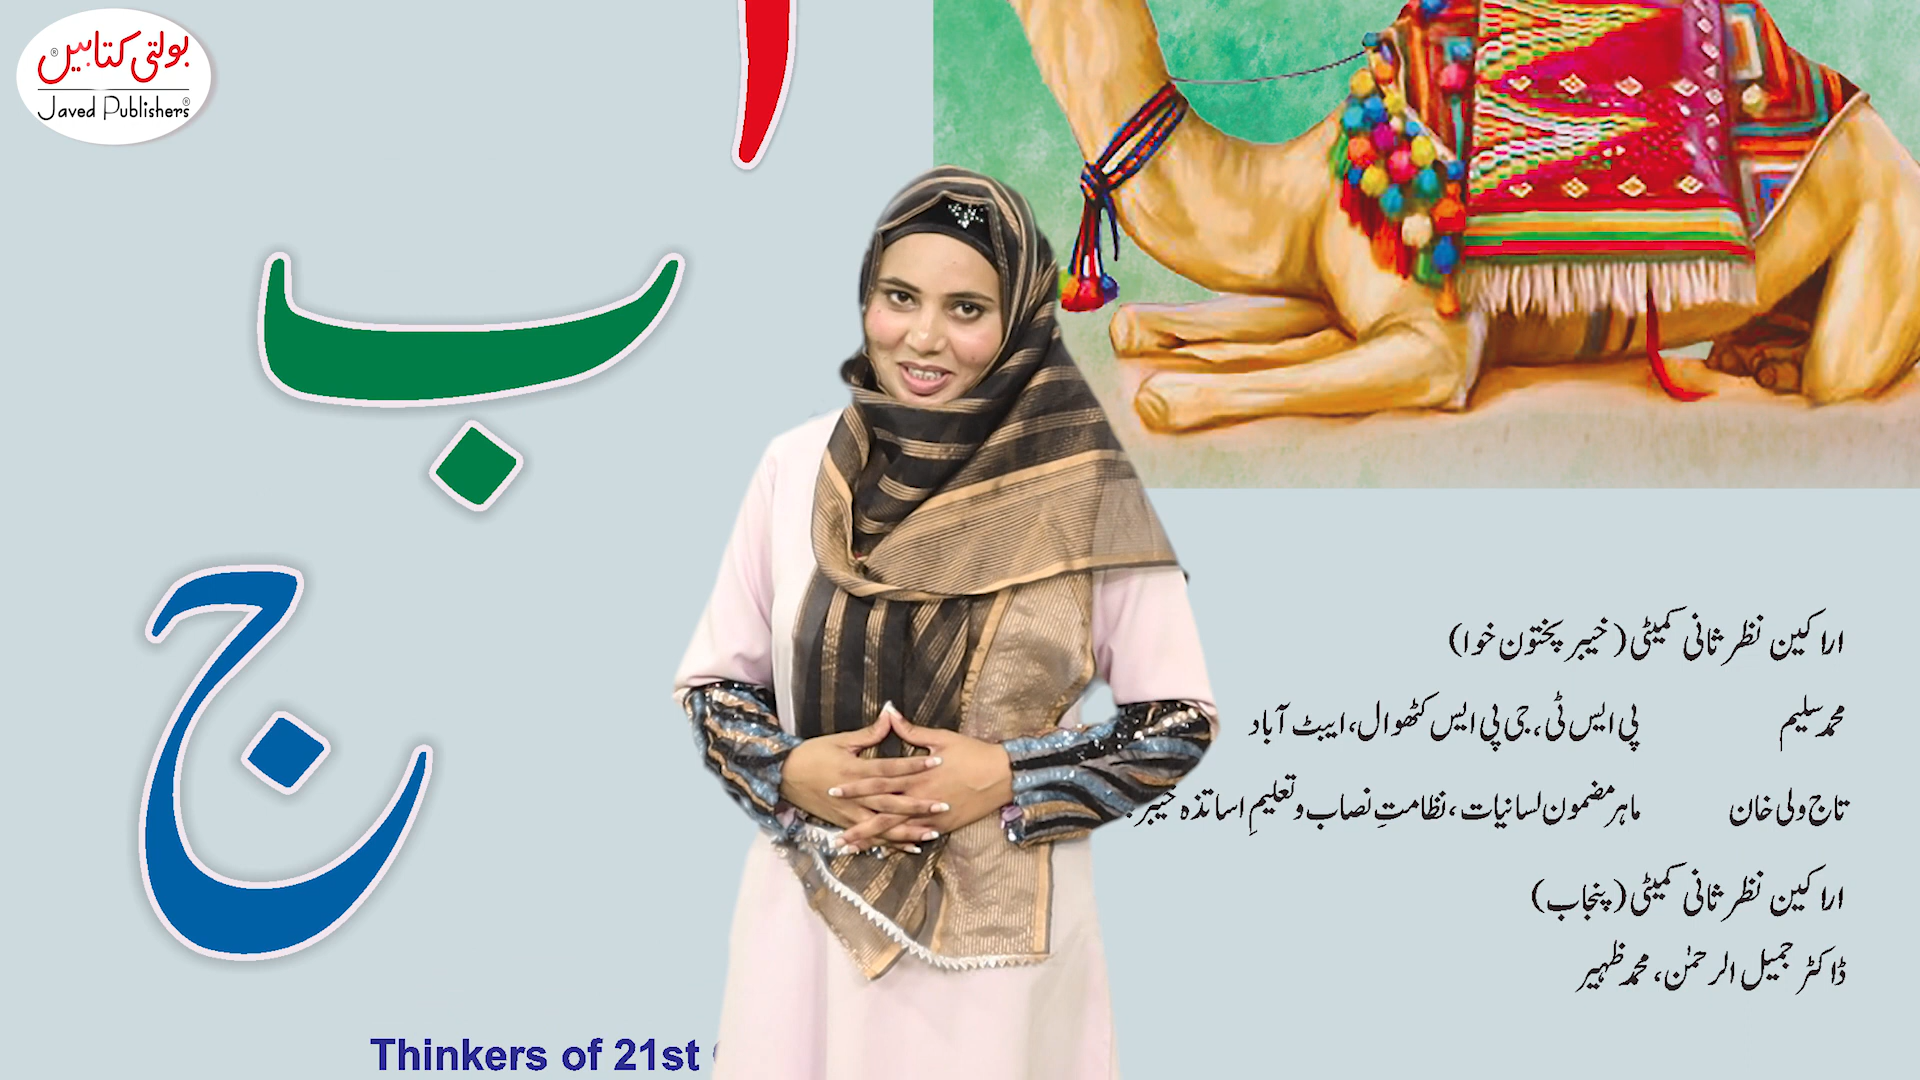 بولتی کتابیں
Javed Publishers
ا
ب
ج
اراکین نظر ثانی کمیٹی (خیبر پختون خوا)
محمد سلیم پی ایس ٹی، جی پی ایس کٹھوال، ایبٹ آباد
تاج ولی خان ماہر مضمون لسانیات، نظامتِ نصاب و تعلیمِ اساتذہ خیبر
اراکین نظر ثانی کمیٹی (پنجاب)
ڈاکٹر جمیل الرحمٰن، محمد ظہیر
Thinkers of 21st